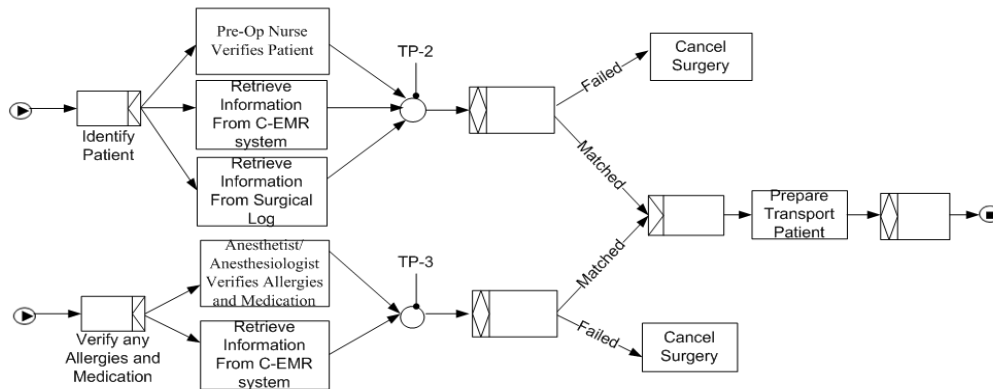 Pre-Op Nurse
Verifies Patient
TP-2
Cancel
Surgery
Failed
Retrieve
Information
From C-EMR
system
Identify
Patient
Matched
Retrieve
Information
From Surgical
Log
Prepare
Transport
Patient
Anesthetist/
Anesthesiologist
Verifies Allergies
and Medication
TP-3
Matched
Verify any
Allergies and
Medication
Retrieve
Information
From C-EMR
system
Failed
Cancel
Surgery